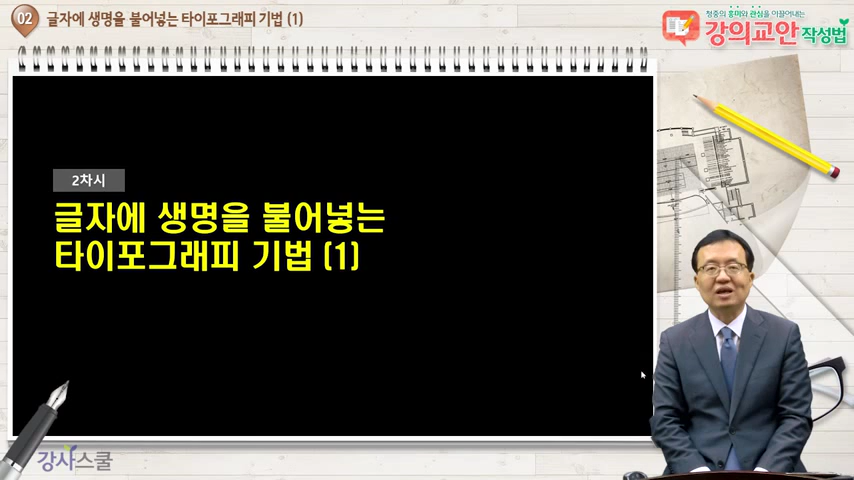 02 글자에 생명을 불어넣는 타이포그래피 기법 (1)
청중의 흥미와 관심을 이끌어내는
강의교안 작성법
2차시
글자에 생명을 불어넣는
타이포그래피 기법 (1)
강사스쿨